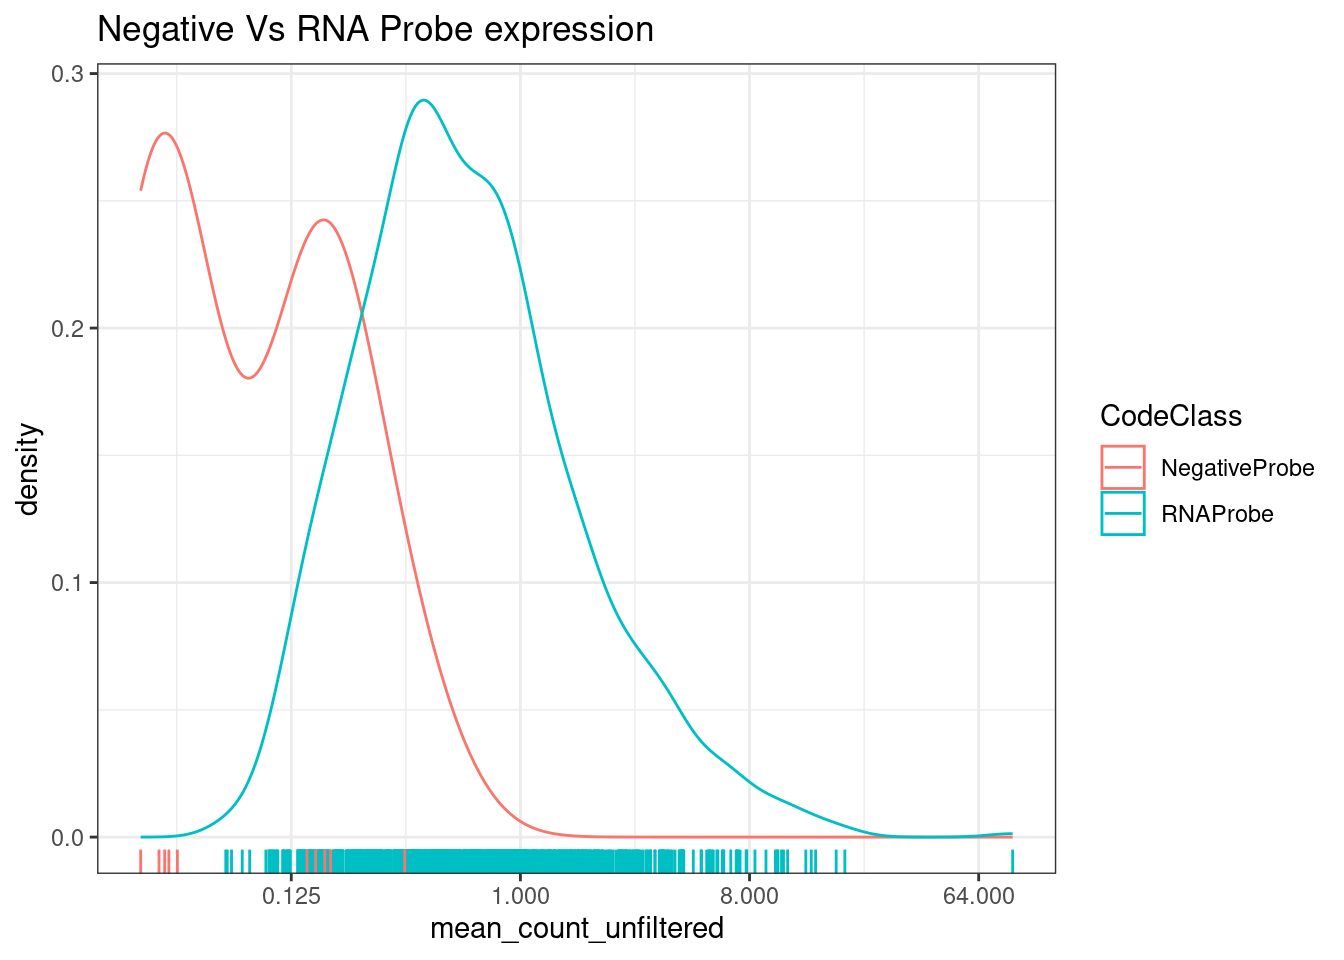 Negative Vs RNA Probe expression
0.3
0.2
0.1
0.0
density
0.125 1.000 8.000 64.000
mean_count_unfiltered
CodeClass
NegativeProbe
RNAProbe